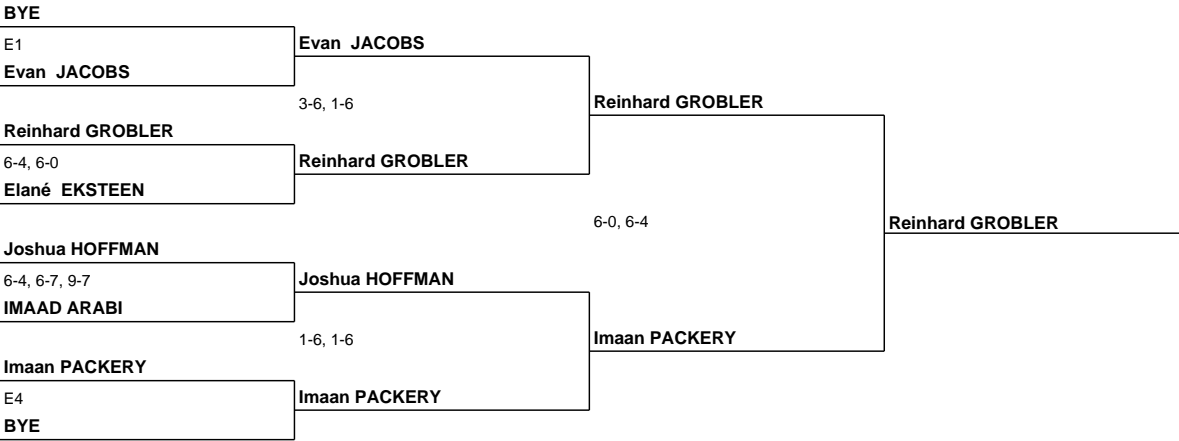 BYE
E1
Evan JACOBS
Evan JACOBS
3-6, 1-6
Reinhard GROBLER
6-4, 6-0
Elané EKSTEEN
Reinhard GROBLER
Reinhard GROBLER
6-0, 6-4
Reinhard GROBLER
Joshua HOFFMAN
6-4, 6-7, 9-7
IMAAD ARABI
Joshua HOFFMAN
1-6, 1-6
Imaan PACKERY
Imaan PACKERY
E4
BYE
Imaan PACKERY